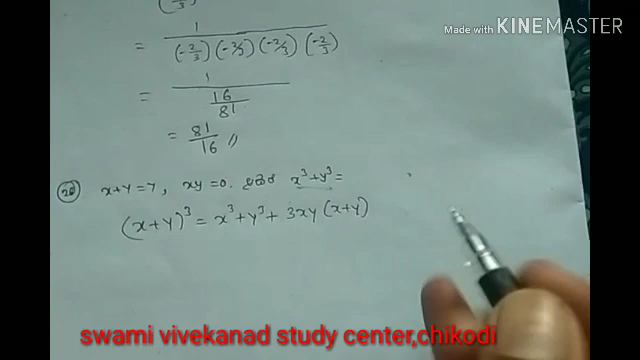 Made with KINEMASTER
= 1 / (-2/3) (-2/3) (-2/3) (-2/3)
= 1 / 16/81
= 81/16 //
20 x+y=7, xy=0. ಆದರೆ x³+y³=
(x+y)³ = x³+y³+ 3xy(x+y)
swami vivekanad study center,chikodi